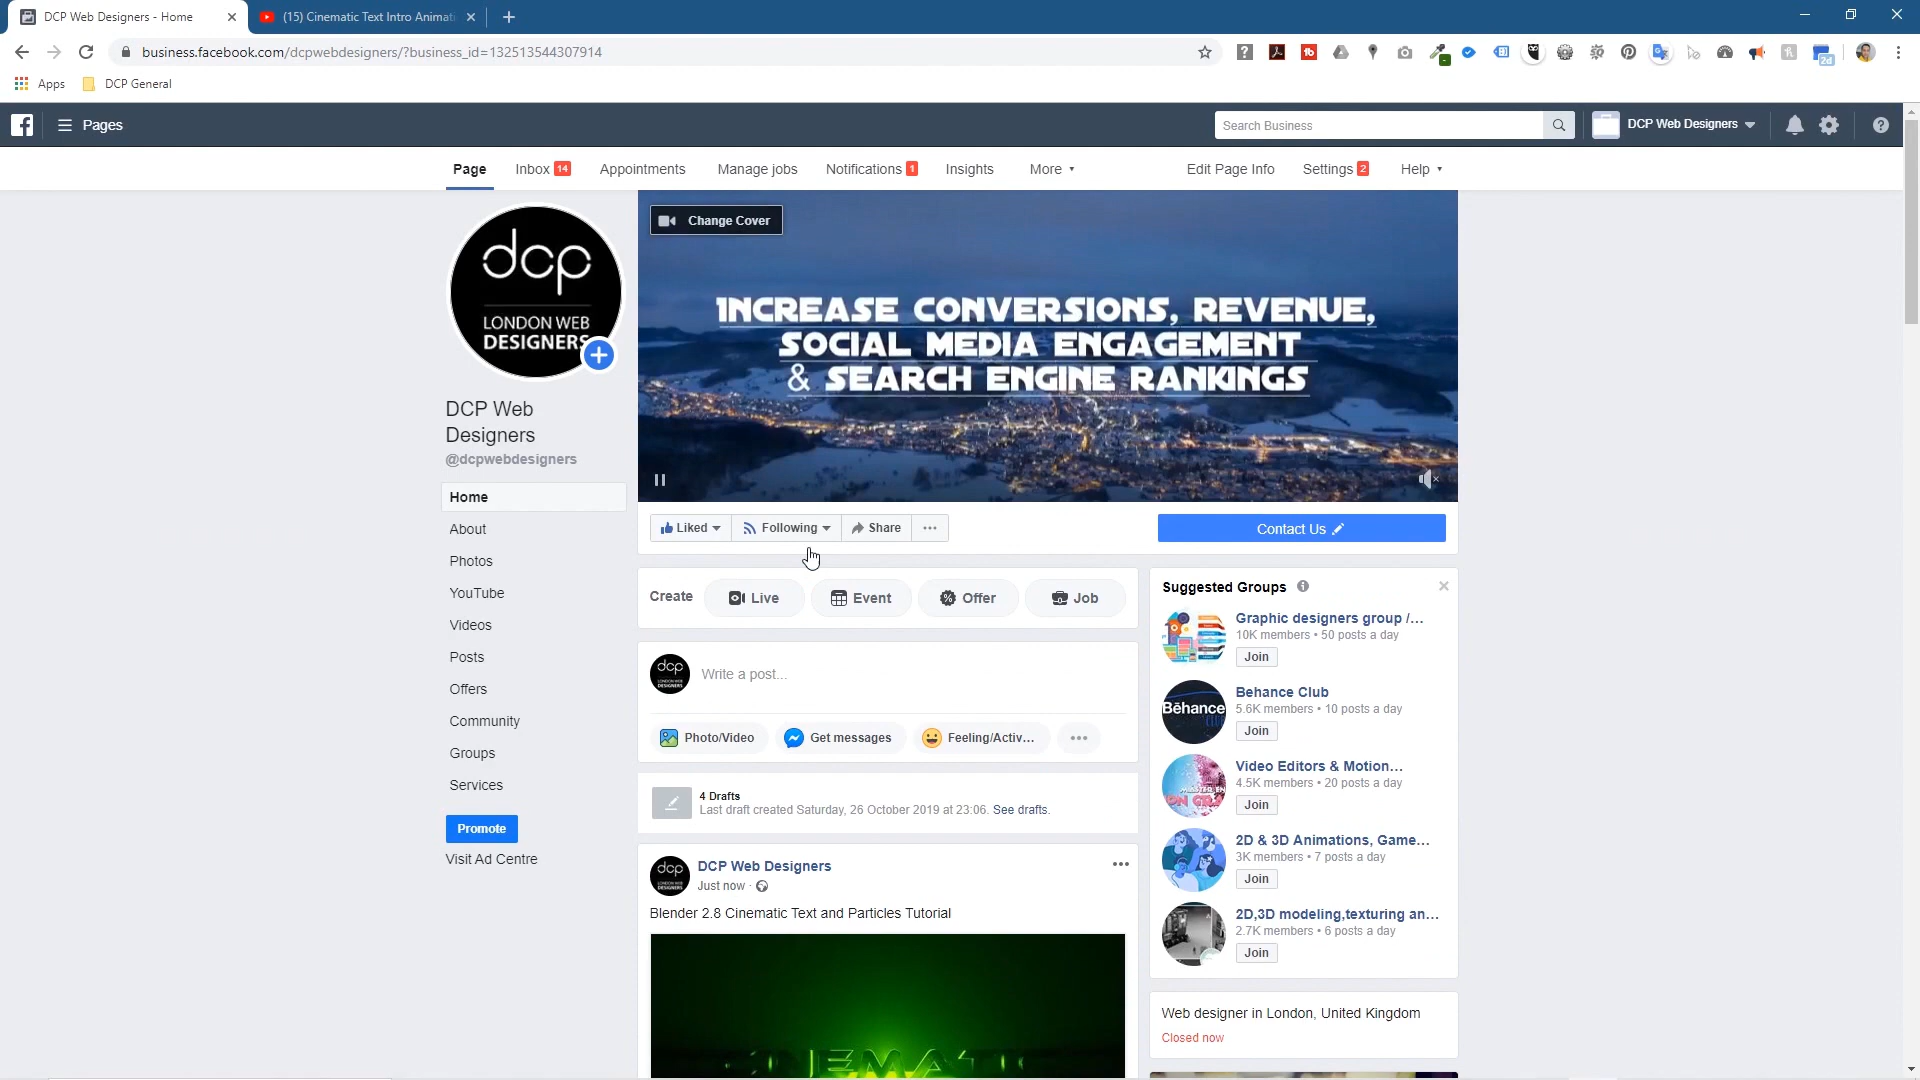 DCP Web Designers - Home
(15) Cinematic Text Intro Animati
business.facebook.com/dcpwebdesigners/?business_id=132513544307914
Apps
DCP General
Pages
Search Business
DCP Web Designers
Page
Inbox 14
Appointments
Manage jobs
Notifications 1
Insights
More
Edit Page Info
Settings 2
Help
Change Cover
dcp
LONDON WEB
DESIGNERS
INCREASE CONVERSIONS, REVENUE,
SOCIAL MEDIA ENGAGEMENT
& SEARCH ENGINE RANKINGS
DCP Web
Designers
@dcpwebdesigners
Home
About
Photos
YouTube
Videos
Posts
Offers
Community
Groups
Services
Promote
Visit Ad Centre
Liked
Following
Share
Contact Us
Create
Live
Event
Offer
Job
dcp
Write a post...
Photo/Video
Get messages
Feeling/Activ...
4 Drafts
Last draft created Saturday, 26 October 2019 at 23:06. See drafts.
dcp
DCP Web Designers
Just now ·
Blender 2.8 Cinematic Text and Particles Tutorial
Suggested Groups
Graphic designers group /...
10K members • 50 posts a day
Join
Behance
Behance Club
5.6K members • 10 posts a day
Join
Video Editors & Motion...
4.5K members • 20 posts a day
Join
2D & 3D Animations, Game...
3K members • 7 posts a day
Join
2D,3D modeling,texturing an...
2.7K members • 6 posts a day
Join
Web designer in London, United Kingdom
Closed now